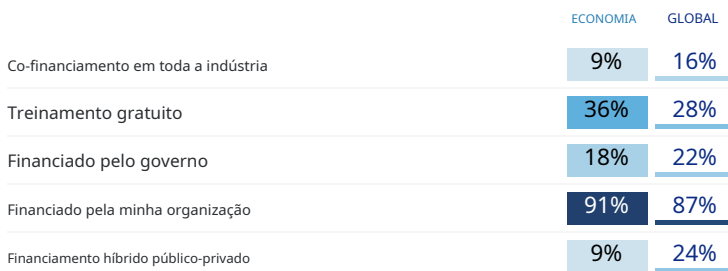 ECONOMIA GLOBAL
Co-financiamento em toda a indústria 9% 16%
Treinamento gratuito 36% 28%
Financiado pelo governo 18% 22%
Financiado pela minha organização 91% 87%
Financiamento híbrido público-privado 9% 24%